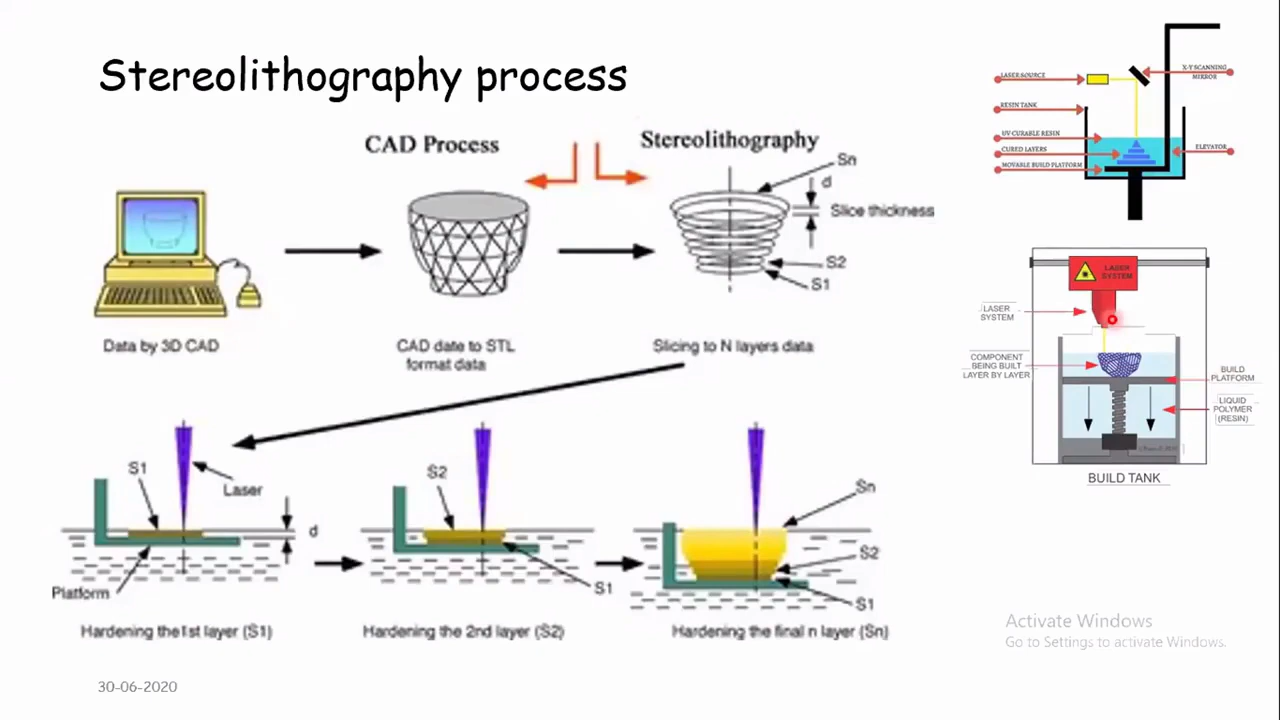 Stereolithography process
CAD Process
Stereolithography
Sn
d
Slice thickness
S2
S1
Data by 3D CAD
CAD date to STL
format data
Slicing to N layers data
S1
Laser
d
Platform
Hardening the 1st layer (S1)
S2
S1
Hardening the 2nd layer (S2)
Sn
S2
S1
Hardening the final n layer (Sn)
LASER SOURCE
X-Y SCANNING
MIRROR
RESIN TANK
UV CURABLE RESIN
CURED LAYERS
MOVABLE BUILD PLATFORM
ELEVATOR
LASER
SYSTEM
LASER
SYSTEM
COMPONENT
BEING BUILT
LAYER BY LAYER
BUILD
PLATFORM
LIQUID
POLYMER
(RESIN)
BUILD TANK
Activate Windows
Go to Settings to activate Windows.
30-06-2020